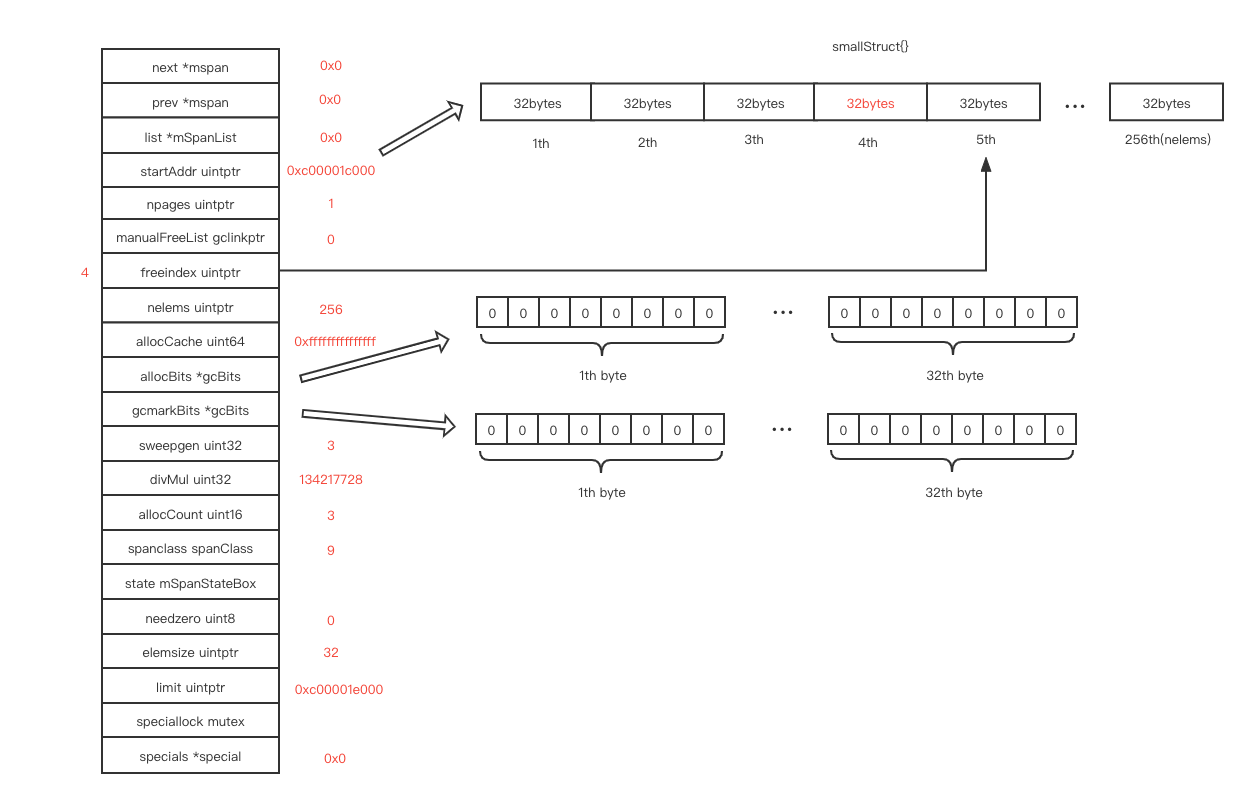 smallStruct{}
next *mspan 0x0
prev *mspan 0x0
list *mSpanList 0x0
startAddr uintptr 0xc00001c000
npages uintptr 1
manualFreeList gclinkptr 0
4 freeindex uintptr
nelems uintptr 256
allocCache uint64 0xffffffffffffffff
allocBits *gcBits
gcmarkBits *gcBits
sweepgen uint32 3
divMul uint32 134217728
allocCount uint16 3
spanclass spanClass 9
state mSpanStateBox
needzero uint8 0
elemsize uintptr 32
limit uintptr 0xc00001e000
speciallock mutex
specials *special 0x0
32bytes 32bytes 32bytes 32bytes 32bytes ... 32bytes
1th 2th 3th 4th 5th 256th(nelems)
0 0 0 0 0 0 0 0 ... 0 0 0 0 0 0 0 0
1th byte 32th byte
0 0 0 0 0 0 0 0 ... 0 0 0 0 0 0 0 0
1th byte 32th byte